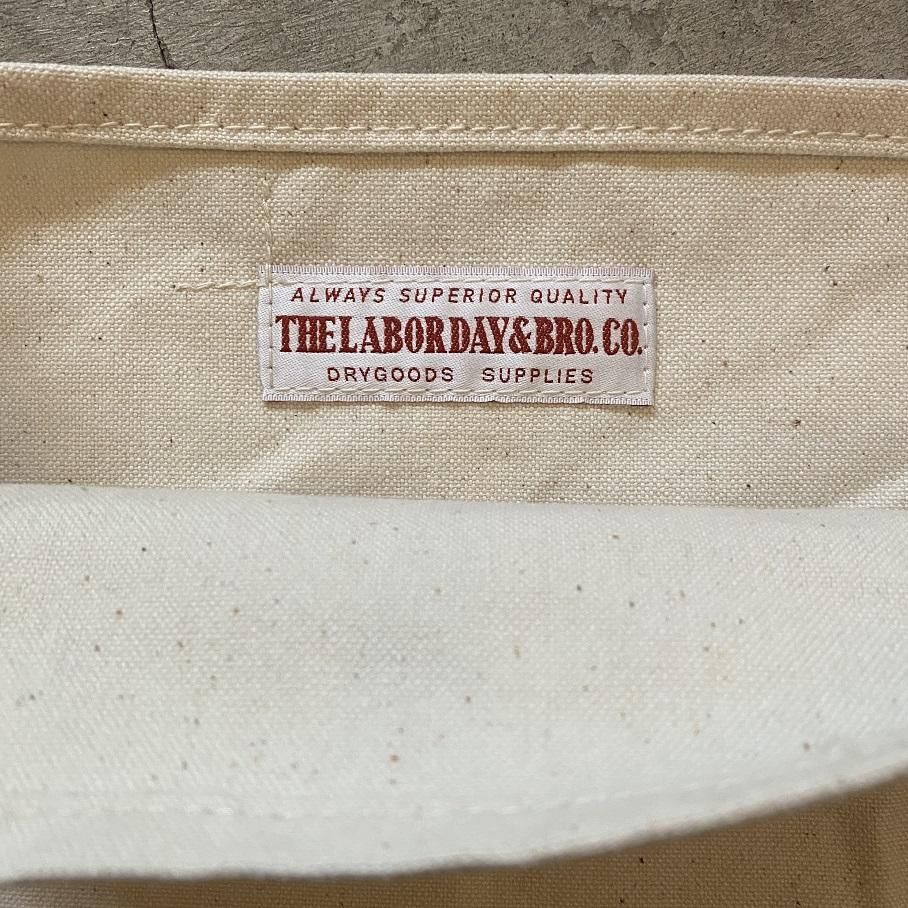 ALWAYS SUPERIOR QUALITY
THE LABOR DAY & BRO. CO.
DRYGOODS SUPPLIES